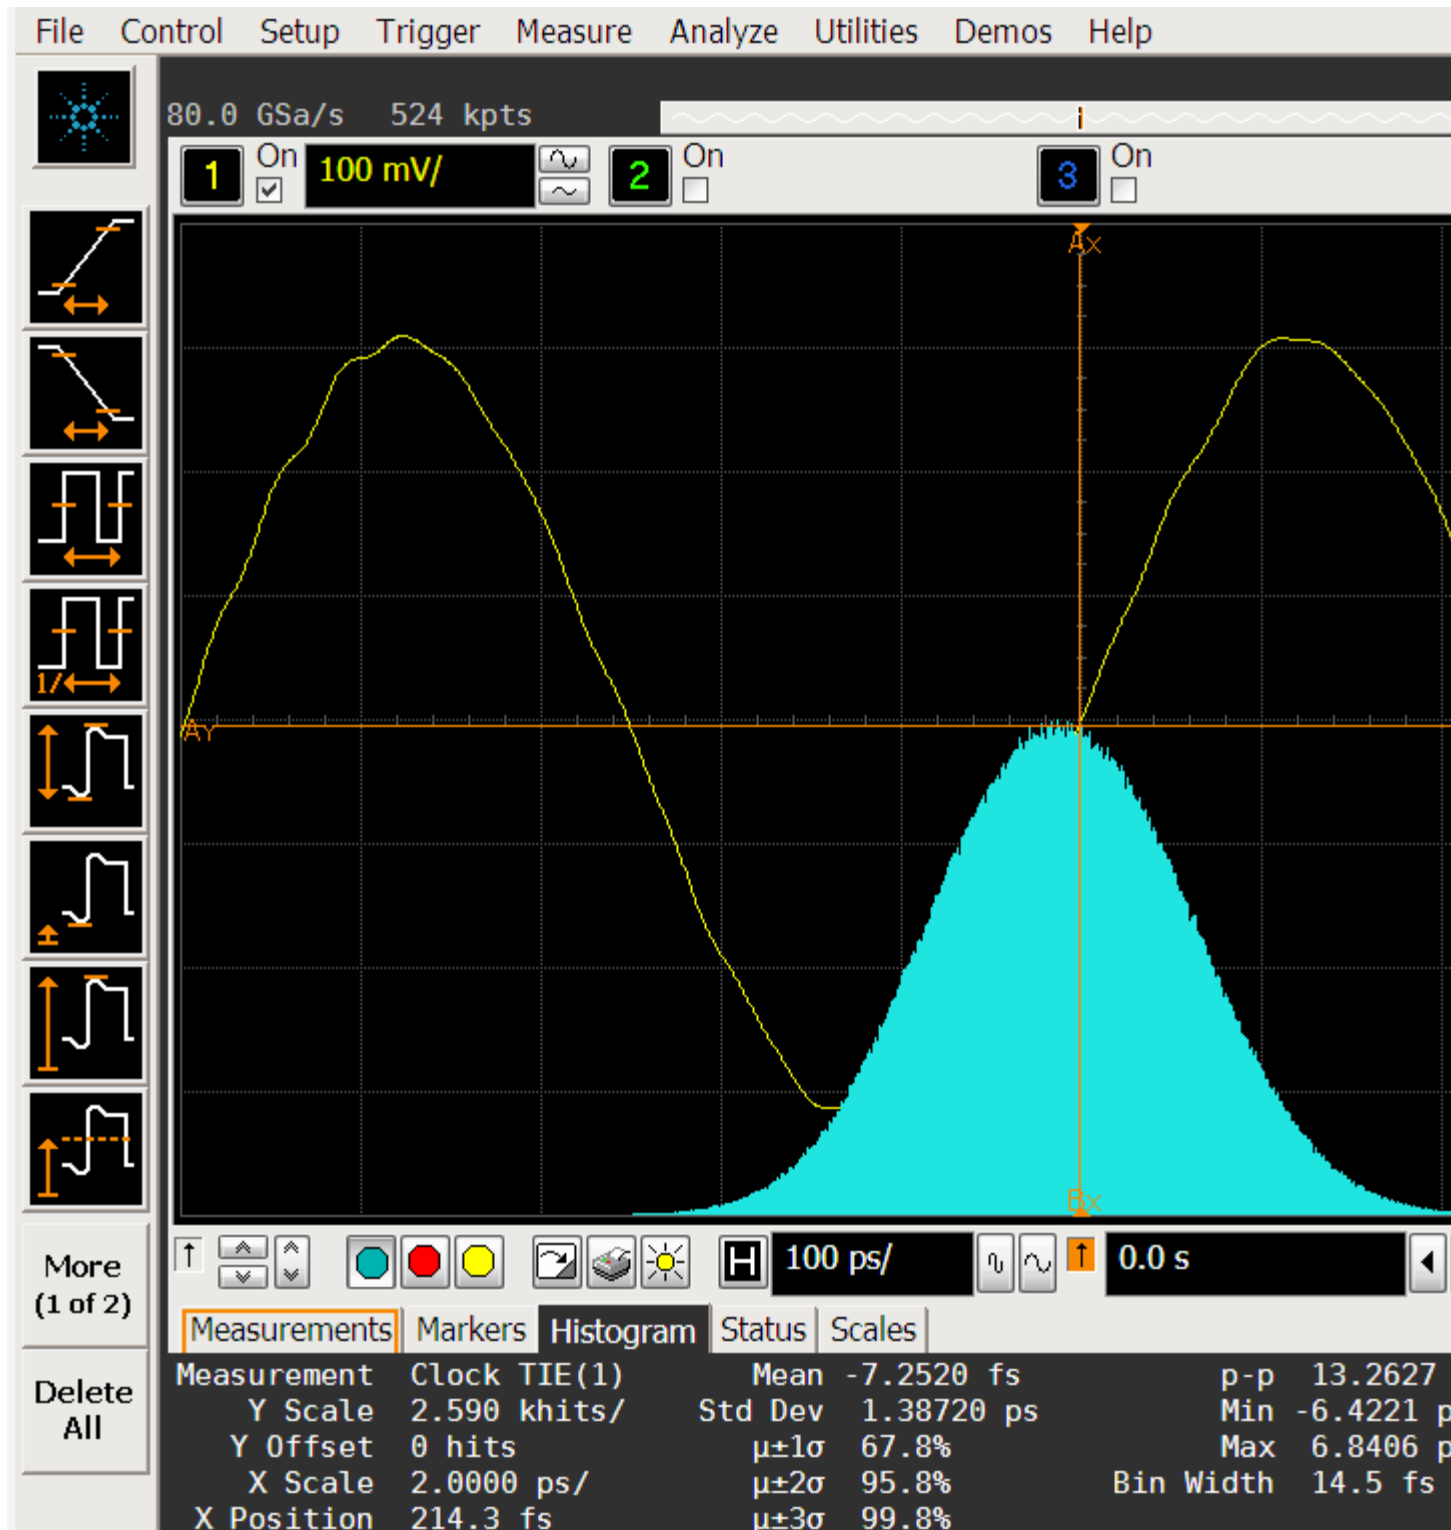 File Control Setup Trigger Measure Analyze Utilities Demos Help
80.0 GSa/s 524 kpts
1 On 100 mV/ 2 On 3 On
Ax
AY
Bx
1/
More
(1 of 2)
Delete
All
H 100 ps/ 0.0 s
Measurements Markers Histogram Status Scales
Measurement Clock TIE(1) Mean -7.2520 fs p-p 13.2627
Y Scale 2.590 khits/ Std Dev 1.38720 ps Min -6.4221 p
Y Offset 0 hits μ±1σ 67.8% Max 6.8406 p
X Scale 2.0000 ps/ μ±2σ 95.8% Bin Width 14.5 fs
X Position 214.3 fs μ±3σ 99.8%